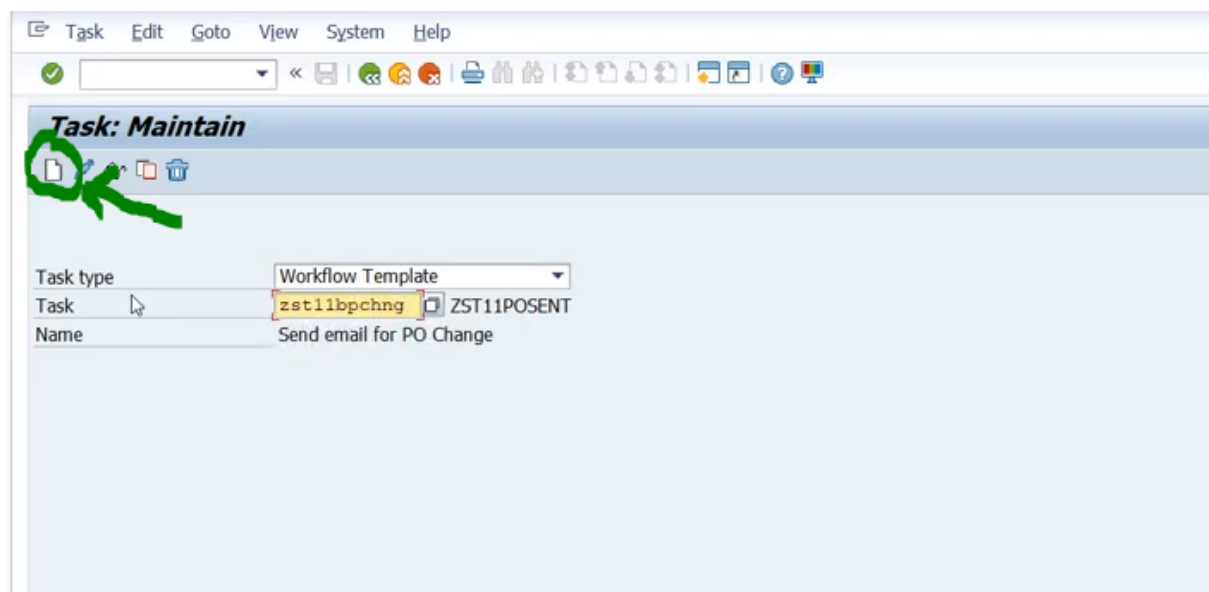 Task Edit Goto View System Help
Task: Maintain
Task type Workflow Template
Task zst11bpchng ZST11POSENT
Name Send email for PO Change